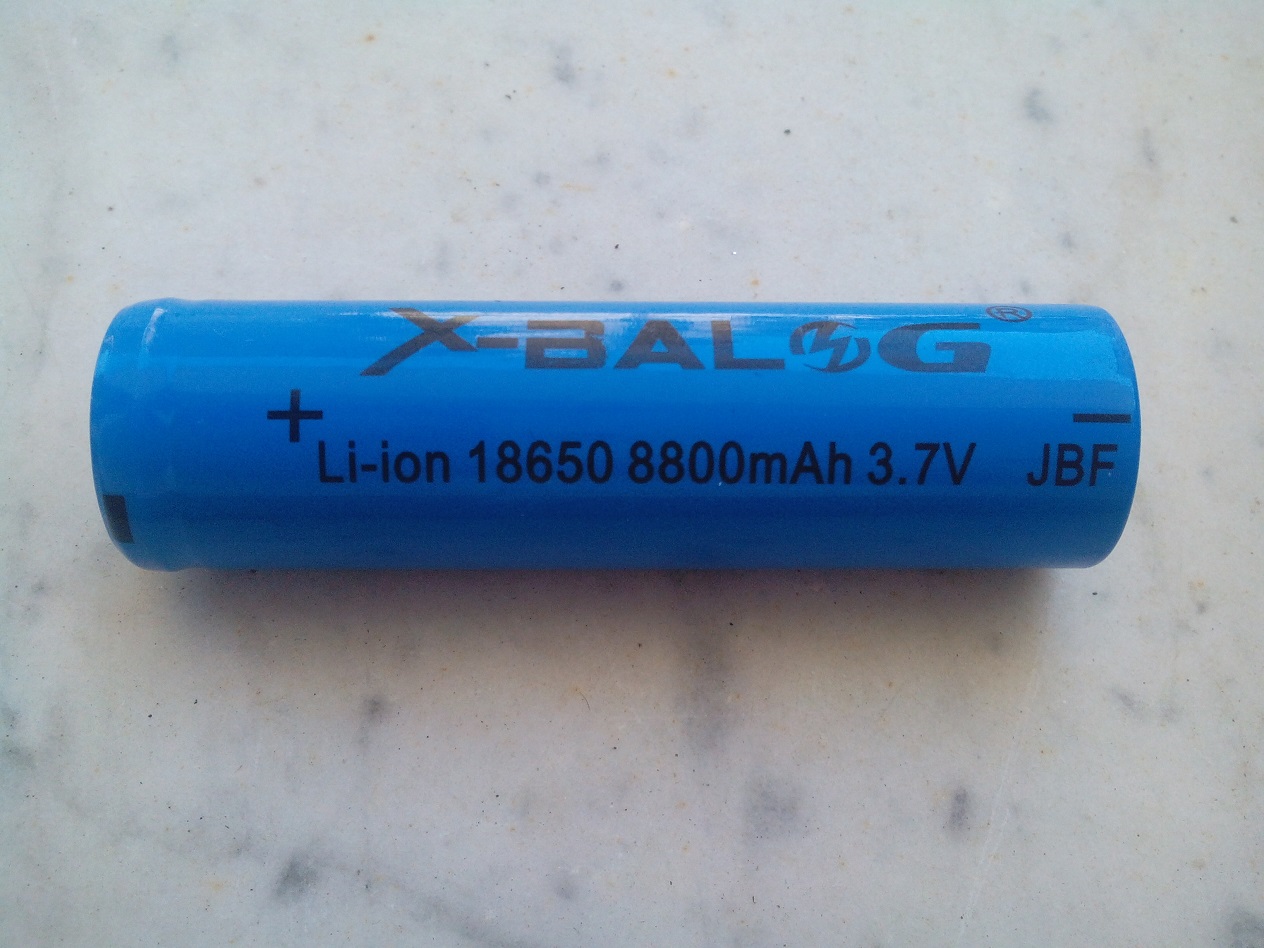 X-BALOG®
+ −
Li-ion 18650 8800mAh 3.7V JBF